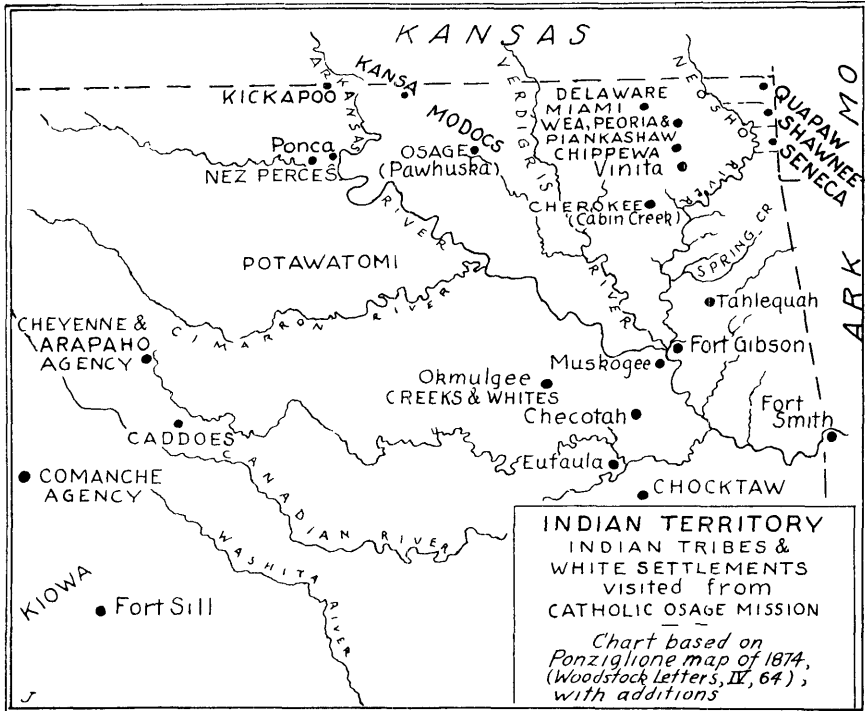 KANSAS
ARKANSAS
KANSA
VERDIGRIS
NEOSHO
MO
KICKAPOO
DELAWARE
MIAMI
WEA, PEORIA &
PIANKASHAW
CHIPPEWA
Vinita
QUAPAW
SHAWNEE
SENECA
MODOCS
Ponca
NEZ PERCES
OSAGE
(Pawhuska)
RIVER
CHEROKEE
(Cabin Creek)
RIVER
RIVER
SPRING CR
ARK
POTAWATOMI
CIMARRON RIVER
Tahlequah
CHEYENNE &
ARAPAHO
AGENCY
Fort Gibson
Muskogee
Okmulgee
CREEKS & WHITES
Checotah
Fort
Smith
CADDOES
Eufaula
COMANCHE
AGENCY
CHOCKTAW
CANADIAN RIVER
WASHITA RIVER
KIOWA
Fort Sill
INDIAN TERRITORY
INDIAN TRIBES &
WHITE SETTLEMENTS
visited from
CATHOLIC OSAGE MISSION
Chart based on
Ponziglione map of 1874,
(Woodstock Letters, IV, 64),
with additions
J